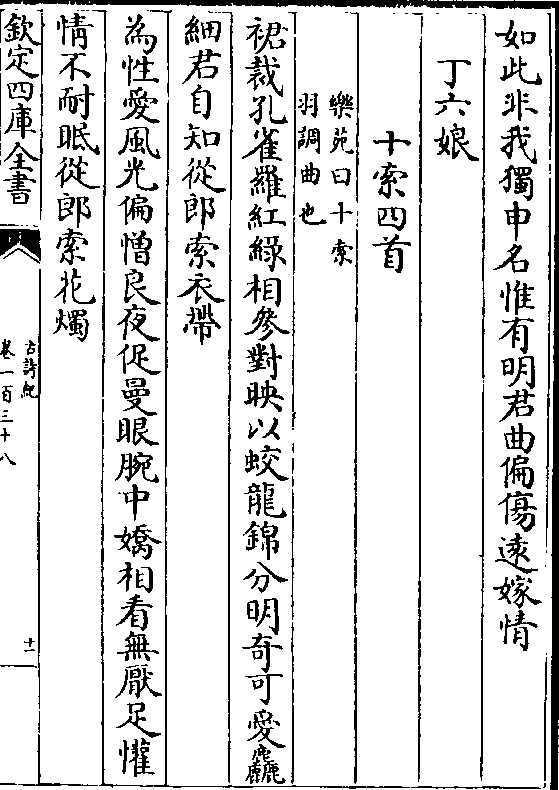 如此非我獨申名惟有明君曲偏傷遠嫁情
丁六娘
十索四首
樂苑曰十索
羽調曲也
裙裁孔雀羅紅綠相參對映以蛟龍錦分明奇可愛麤
細君自知從郎索衣帶
為性愛風光偏憎良夜促曼眼腕中嬌相看無厭足懽
情不耐眠從郎索花燭
欽定四庫全書
古詩紀
卷一百三十八
十一